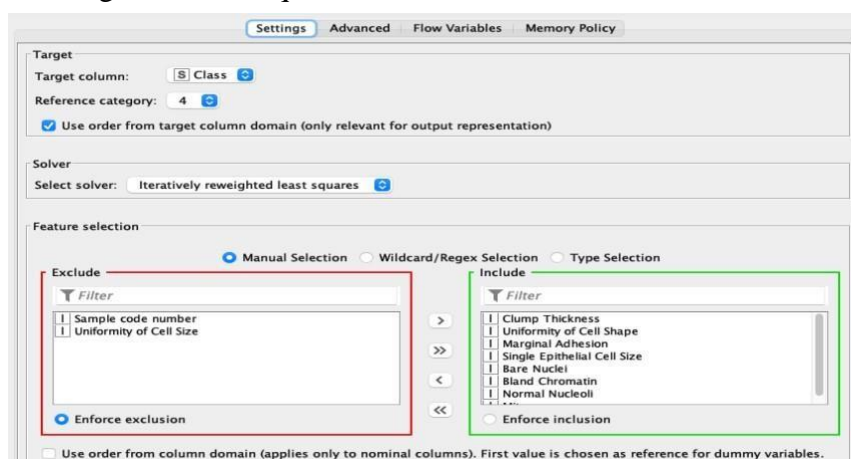 Settings Advanced Flow Variables Memory Policy
Target
Target column: S Class
Reference category: 4
Use order from target column domain (only relevant for output representation)
Solver
Select solver: Iteratively reweighted least squares
Feature selection
Manual Selection Wildcard/Regex Selection Type Selection
Exclude Include
Filter Filter
I Sample code number > I Clump Thickness
I Uniformity of Cell Size I Uniformity of Cell Shape
>> I Marginal Adhesion
I Single Epithelial Cell Size
< I Bare Nuclei
I Bland Chromatin
I Normal Nucleoli
<<
Enforce exclusion Enforce inclusion
Use order from column domain (applies only to nominal columns). First value is chosen as reference for dummy variables.